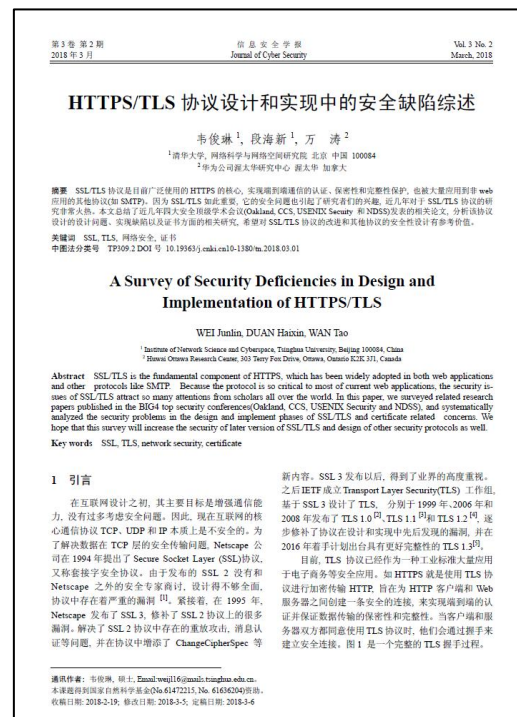 第 3 卷 第 2 期
信 息 安 全 学 报
Vol. 3 No. 2
2018 年 3 月
Journal of Cyber Security
March, 2018
HTTPS/TLS 协议设计和实现中的安全缺陷综述
韦俊琳 1, 段海新 1, 万 涛 2
1 清华大学, 网络科学与网络空间研究院 北京 中国 100084
2 华为公司渥太华研究中心 渥太华 加拿大
摘要 SSL/TLS 协议是目前广泛使用的 HTTPS 的核心, 实现端到端通信的认证、保密性和完整性保护, 也被大量应用到非 web
应用的其他协议(如 SMTP)。因为 SSL/TLS 如此重要, 它的安全问题也引起了研究者们的兴趣, 近几年对于 SSL/TLS 协议的研
究非常火热。本文总结了近几年四大安全顶级学术会议(Oakland, CCS, USENIX Secuity 和 NDSS)发表的相关论文, 分析该协议
设计的设计问题、实现缺陷以及证书方面的相关研究, 希望对 SSL/TLS 协议的改进和其他协议的安全性设计有参考价值。
关键词 SSL, TLS, 网络安全, 证书
中图法分类号 TP309.2 DOI 号 10.19363/j.cnki.cn10-1380/tn.2018.03.01
A Survey of Security Deficiencies in Design and
Implementation of HTTPS/TLS
WEI Junlin, DUAN Haixin, WAN Tao
1 Institute of Network Science and Cyberspace, Tsinghua University, Beijing 100084, China
2 Huwai Ottawa Research Center, 303 Terry Fox Drive, Ottawa, Ontario K2K 3J1, Canada
Abstract SSL/TLS is the fundamental component of HTTPS, which has been widely adopted in both web applications
and other protocols like SMTP. Because the protocol is so critical to most of current web applications, the security is-
sues of SSL/TLS attract so many attentions from scholars all over the world. In this paper, we surveyed related research
papers published in the BIG4 top security conferences(Oakland, CCS, USENIX Security and NDSS), and systematically
analyzed the security problems in the design and implement phases of SSL/TLS and certificate related concerns. We
hope that this survey will increase the security of later version of SSL/TLS and design of other security protocols as well.
Key words SSL, TLS, network security, certificate
1 引言
在互联网设计之初, 其主要目标是增强通信能
力, 没有过多考虑安全问题。因此, 现在互联网的核
心通信协议 TCP、UDP 和 IP 本质上是不安全的。为
了解决数据在 TCP 层的安全传输问题, Netscape 公
司在 1994 年提出了 Secure Socket Layer (SSL)协议,
又称套接字安全协议。由于发布的 SSL 2 没有和
Netscape 之外的安全专家商讨, 设计得不够全面,
协议中存在着严重的漏洞 [1]。紧接着, 在 1995 年,
Netscape 发布了 SSL 3, 修补了 SSL 2 协议上的很多
漏洞。解决了 SSL 2 协议中存在的重放攻击, 消息认
证等问题, 并在协议中增添了 ChangeCipherSpec 等
新内容。SSL 3 发布以后, 得到了业界的高度重视。
之后 IETF 成立 Transport Layer Security(TLS) 工作组,
基于 SSL 3 设计了 TLS, 分别于 1999 年、2006 年和
2008 年发布了 TLS 1.0 [2]、TLS 1.1 [3]和 TLS 1.2 [4], 逐
步修补了协议在设计和实现中先后发现的漏洞, 并在
2016 年着手计划出台具有更好完整性的 TLS 1.3[5]。
目前, TLS 协议已经作为一种工业标准大量应用
于电子商务等安全应用。如 HTTPS 就是使用 TLS 协
议进行加密传输 HTTP, 旨在为 HTTP 客户端和 Web
服务器之间创建一条安全的连接, 来实现端到端的认
证并保证数据传输的保密性和完整性。当客户端和服
务器双方都同意使用 TLS 协议时, 他们会通过握手来
建立安全连接。图 1 是一个完整的 TLS 握手过程。
通讯作者: 韦俊琳, 硕士, Email:weijl16@mails.tsinghua.edu.cn.
本课题得到国家自然科学基金(No.61472215, No. 61636204)资助。
收稿日期: 2018-2-19; 修改日期: 2018-3-5; 定稿日期: 2018-3-6